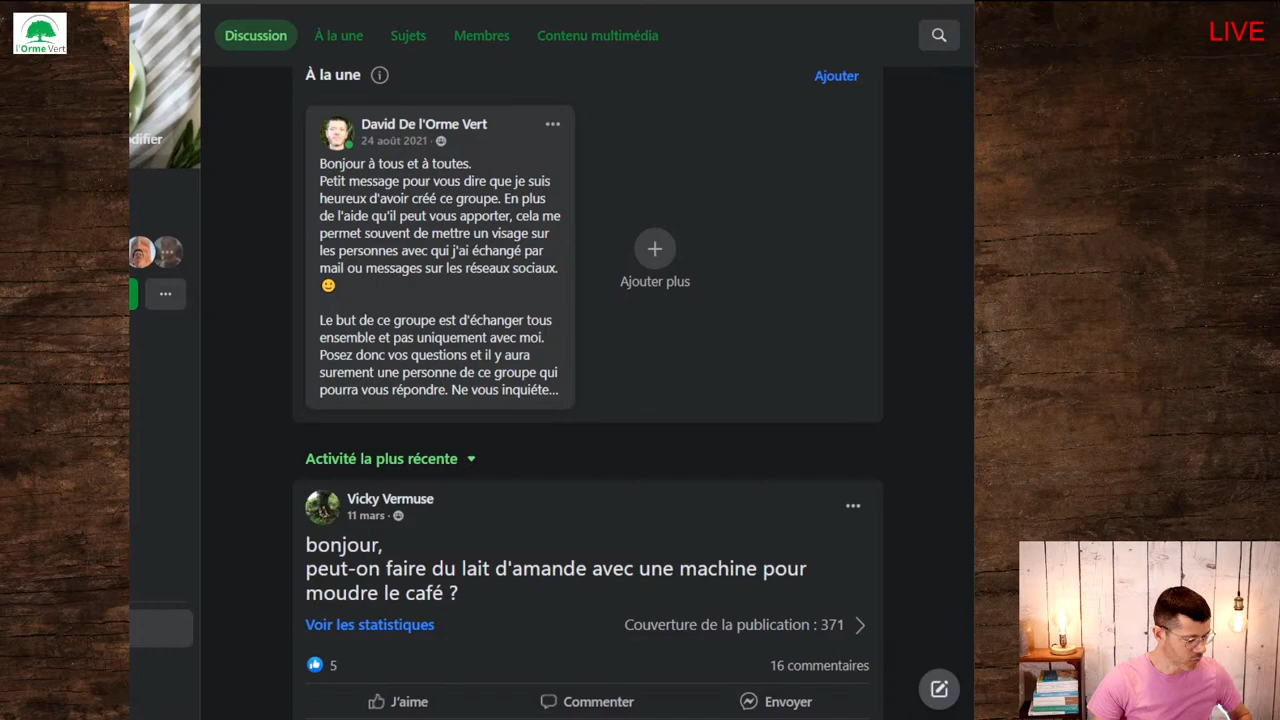 l'Orme Vert
Discussion
À la une
Sujets
Membres
Contenu multimédia
LIVE
À la une
Ajouter
difier
David De l'Orme Vert
24 août 2021 ·
Bonjour à tous et à toutes.
Petit message pour vous dire que je suis
heureux d'avoir créé ce groupe. En plus
de l'aide qu'il peut vous apporter, cela me
permet souvent de mettre un visage sur
les personnes avec qui j'ai échangé par
mail ou messages sur les réseaux sociaux.
🙂
Le but de ce groupe est d'échanger tous
ensemble et pas uniquement avec moi.
Posez donc vos questions et il y aura
surement une personne de ce groupe qui
pourra vous répondre. Ne vous inquiéte...
Ajouter plus
Activité la plus récente
Vicky Vermuse
11 mars ·
bonjour,
peut-on faire du lait d'amande avec une machine pour
moudre le café ?
Voir les statistiques
Couverture de la publication : 371
5
16 commentaires
J'aime
Commenter
Envoyer